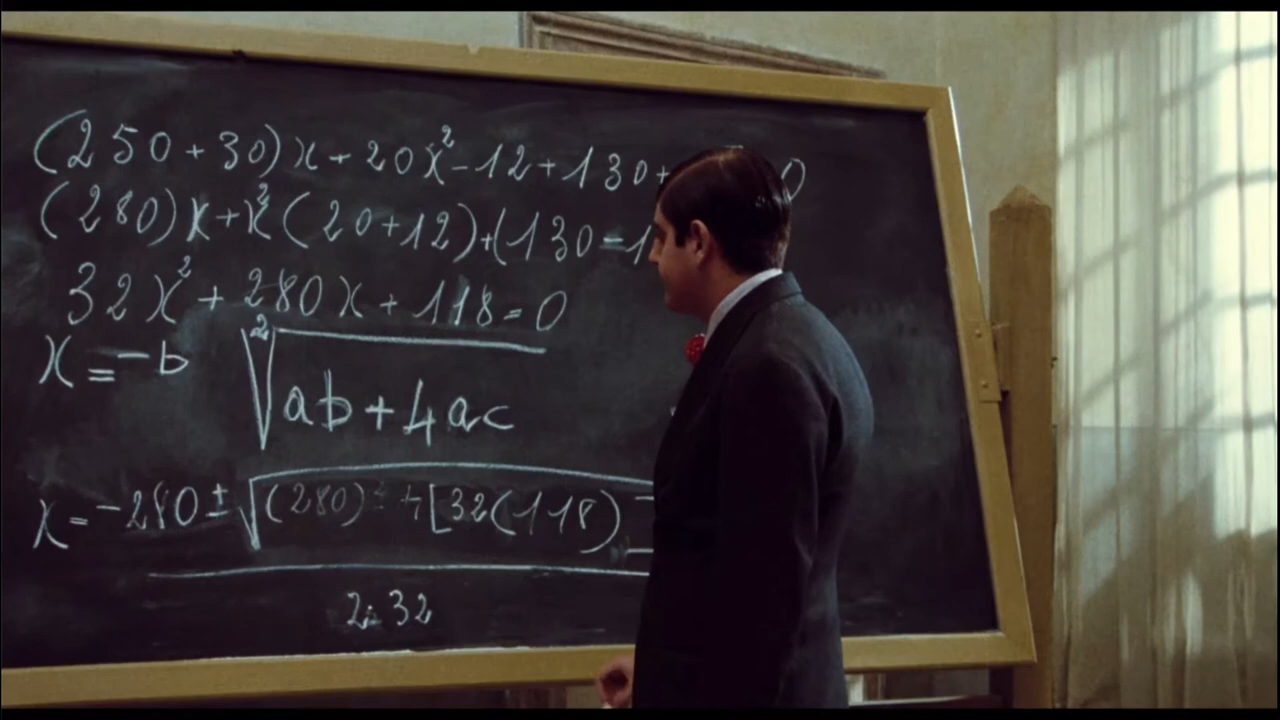 (250+30)x+20x²-12+130+ 0
(280)x+x²(20+12)+(130-1
32x²+280x+118=0
x=-b ²√ab+4ac
x=-280±√(280)± 4[32(118)
2·32